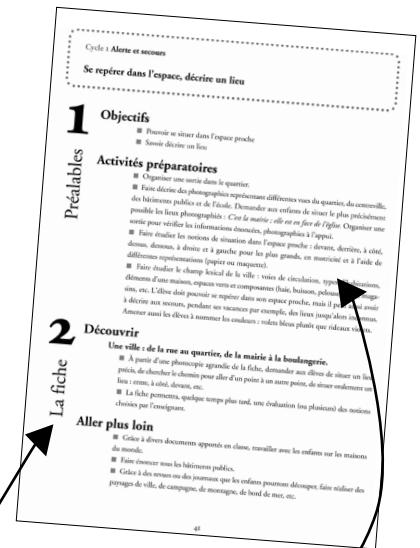 Cycle 1 Alerte et secours
Se repérer dans l'espace, décrire un lieu
1
Préalables
Objectifs
■ Pouvoir se situer dans l'espace proche
■ Savoir décrire un lieu
Activités préparatoires
■ Organiser une sortie dans le quartier.
■ Faire décrire des photographies représentant différentes vues du quartier, du centreville,
des bâtiments publics et de l'école. Demander aux enfants de situer le plus précisément
possible les lieux photographiés : C'est la mairie : elle est en face de l'église. Organiser une
sortie pour vérifier les informations énoncées, photographies à l'appui.
■ Faire étudier les notions de situation dans l'espace proche : devant, derrière, à côté,
dessus, dessous, à droite et à gauche pour les plus grands, en motricité et à l'aide de
différentes représentations (papier ou maquette).
■ Faire étudier le champ lexical de la ville : voies de circulation, types habitations,
éléments d'une maison, espaces verts et composantes (haie, buisson, pelouse maga-
sins, etc. L'élève doit pouvoir se repérer dans son espace proche, mais il peut avoir
à décrire aux secours, pendant ses vacances par exemple, des lieux jusqu'alors inconnus.
Amener aussi les élèves à nommer les couleurs : volets bleus plutôt que rideaux violets.
2
La fiche
Découvrir
Une ville : de la rue au quartier, de la mairie à la boulangerie.
■ À partir d'une photocopie agrandie de la fiche, demander aux élèves de situer un lieu
précis, de chercher le chemin pour aller d'un point à un autre point, de situer oralement un
lieu : entre, à côté, devant, etc.
■ La fiche permettra, quelque temps plus tard, une évaluation (ou plusieurs) des notions
choisies par l'enseignant.
Aller plus loin
■ Grâce à divers documents apportés en classe, travailler avec les enfants sur les maisons
du monde.
■ Faire énoncer tous les bâtiments publics.
■ Grâce à des revues ou des journaux que les enfants pourront découper, faire réaliser des
paysages de ville, de campagne, de montagne, de bord de mer, etc.
42